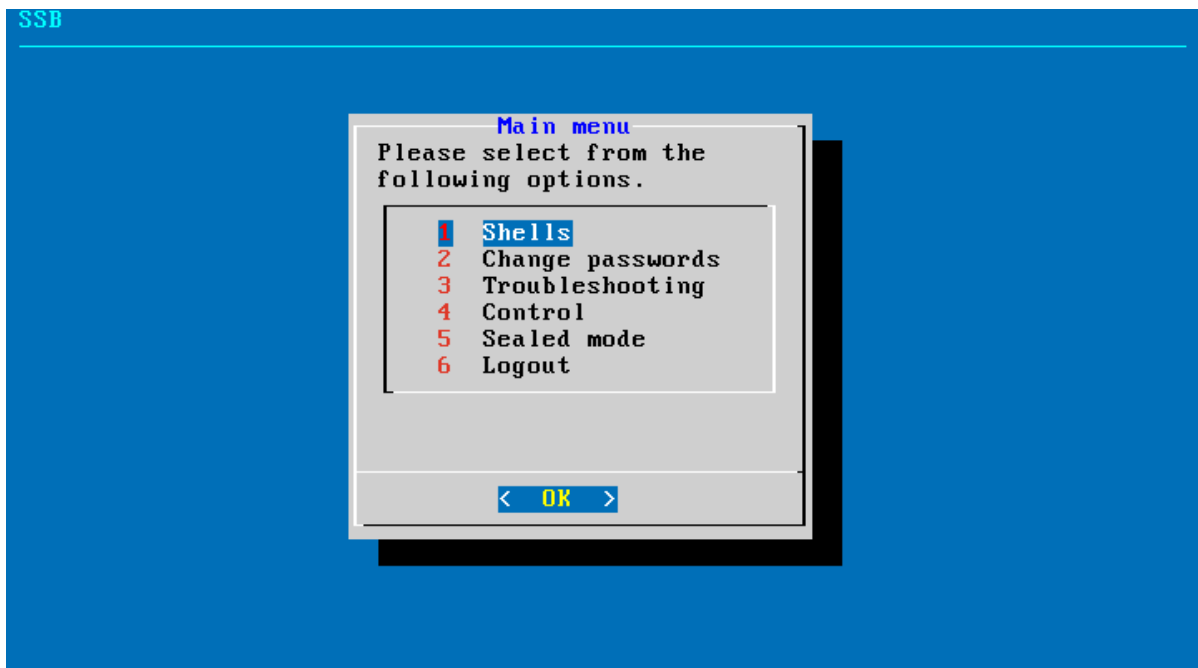 SSB
Main menu
Please select from the
following options.
1 Shells
2 Change passwords
3 Troubleshooting
4 Control
5 Sealed mode
6 Logout
< OK >